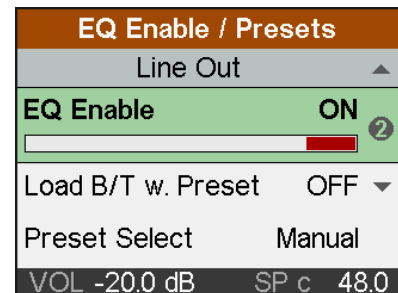 EQ Enable / Presets
Line Out
EQ Enable ON
2
Load B/T w. Preset OFF
Preset Select Manual
VOL -20.0 dB SP c 48.0